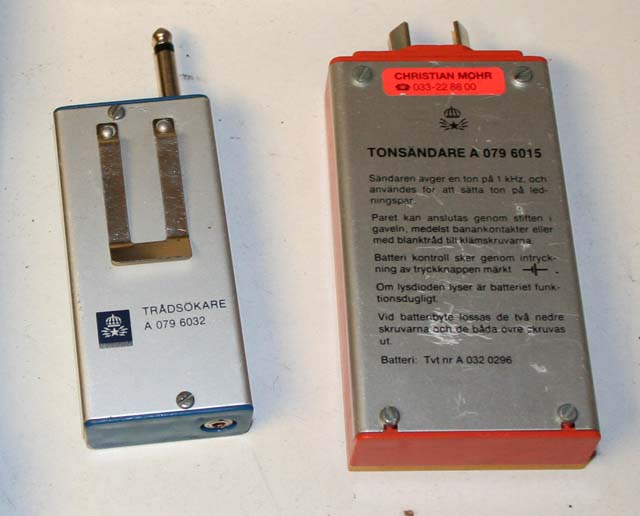 TRÅDSÖKARE
A 079 6032
CHRISTIAN MOHR
☎ 033-22 88 00
TONSÄNDARE A 079 6015
Sändaren avger en ton på 1 kHz, och
användes för att sätta ton på led-
ningspar.
Paret kan anslutas genom stiften i
gaveln, medelst banankontakter eller
med blanktråd till klämskruvarna.
Batteri kontroll sker genom intryck-
ning av tryckknappen märkt
Om lysdioden lyser är batteriet funk-
tionsdugligt.
Vid batteribyte lossas de två nedre
skruvarna och de båda övre skruvas
ut.
Batteri: Tvt nr A 032 0296